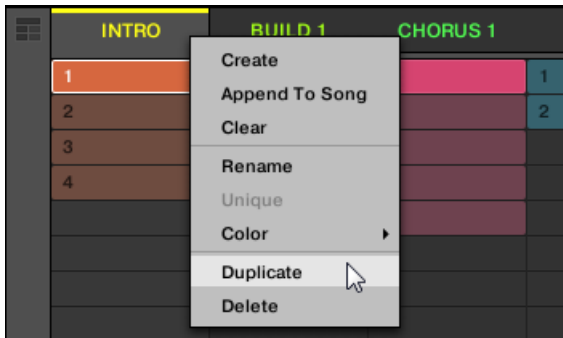 INTRO BUILD 1 CHORUS 1
1 1
2 2
3
4
Create
Append To Song
Clear
Rename
Unique
Color
Duplicate
Delete